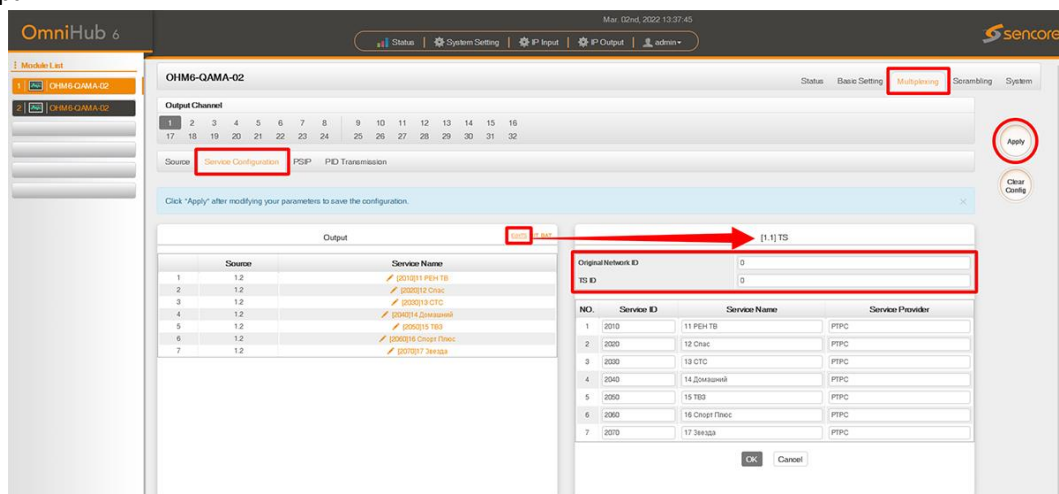 Mar. 02nd, 2022 13:37:45
OmniHub 6
Status | System Setting | IP Input | IP Output | admin
sencore
Module List
1 OHM6-QAMA-02
2 OHM6-QAMA-02
OHM6-QAMA-02
Status Basic Setting Multiplexing Scrambling System
Output Channel
1 2 3 4 5 6 7 8 9 10 11 12 13 14 15 16
17 18 19 20 21 22 23 24 25 26 27 28 29 30 31 32
Apply
Source Service Configuration PSIP PID Transmission
Clear Config
Click "Apply" after modifying your parameters to save the configuration.
Output
BAT
[1.1] TS
Source Service Name
1 1.2 [2010]11 РЕН ТВ
2 1.2 [2020]12 Спас
3 1.2 [2030]13 СТС
4 1.2 [2040]14 Домашний
5 1.2 [2050]15 ТВ3
6 1.2 [2060]16 Спорт Плюс
7 1.2 [2070]17 Звезда
Original Network ID 0
TS ID 0
NO. Service ID Service Name Service Provider
1 2010 11 РЕН ТВ РТРС
2 2020 12 Спас РТРС
3 2030 13 СТС РТРС
4 2040 14 Домашний РТРС
5 2050 15 ТВ3 РТРС
6 2060 16 Спорт Плюс РТРС
7 2070 17 Звезда РТРС
OK Cancel